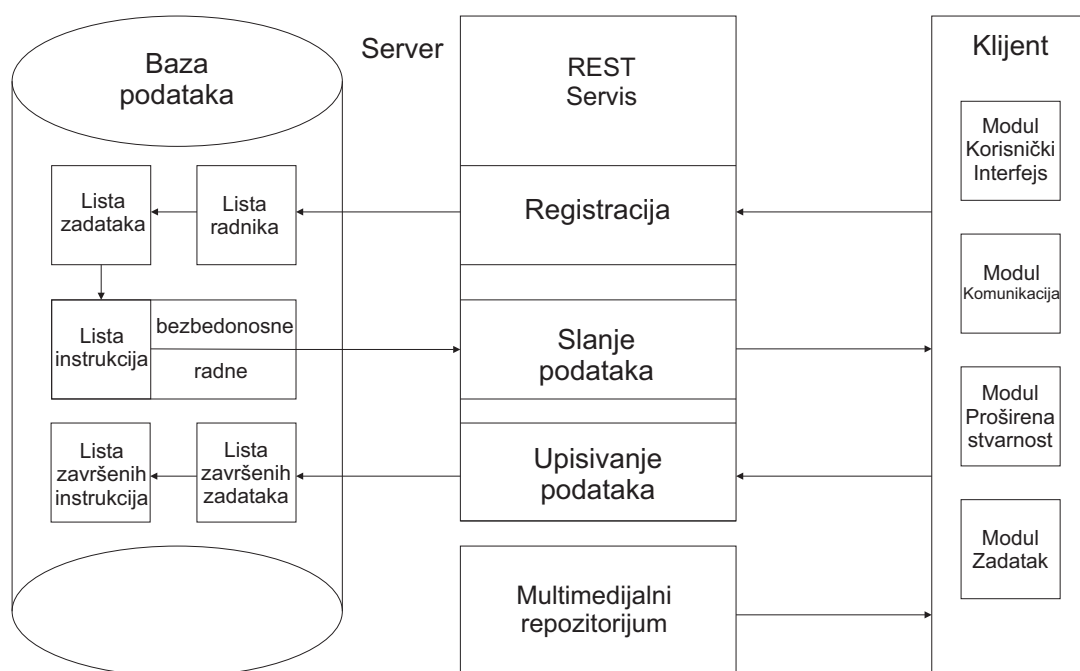 Baza
podataka
Server
REST
Servis
Klijent
Modul
Korisnički
Interfejs
Lista
zadataka
Lista
radnika
Registracija
Modul
Komunikacija
Lista
instrukcija
bezbedonosne
radne
Slanje
podataka
Modul
Proširena
stvarnost
Lista
završenih
instrukcija
Lista
završenih
zadataka
Upisivanje
podataka
Modul
Zadatak
Multimedijalni
repozitorijum